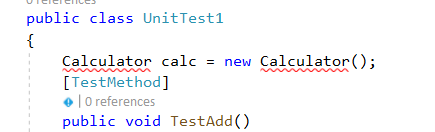 0 references
public class UnitTest1
{
Calculator calc = new Calculator();
[TestMethod]
| 0 references
public void TestAdd()